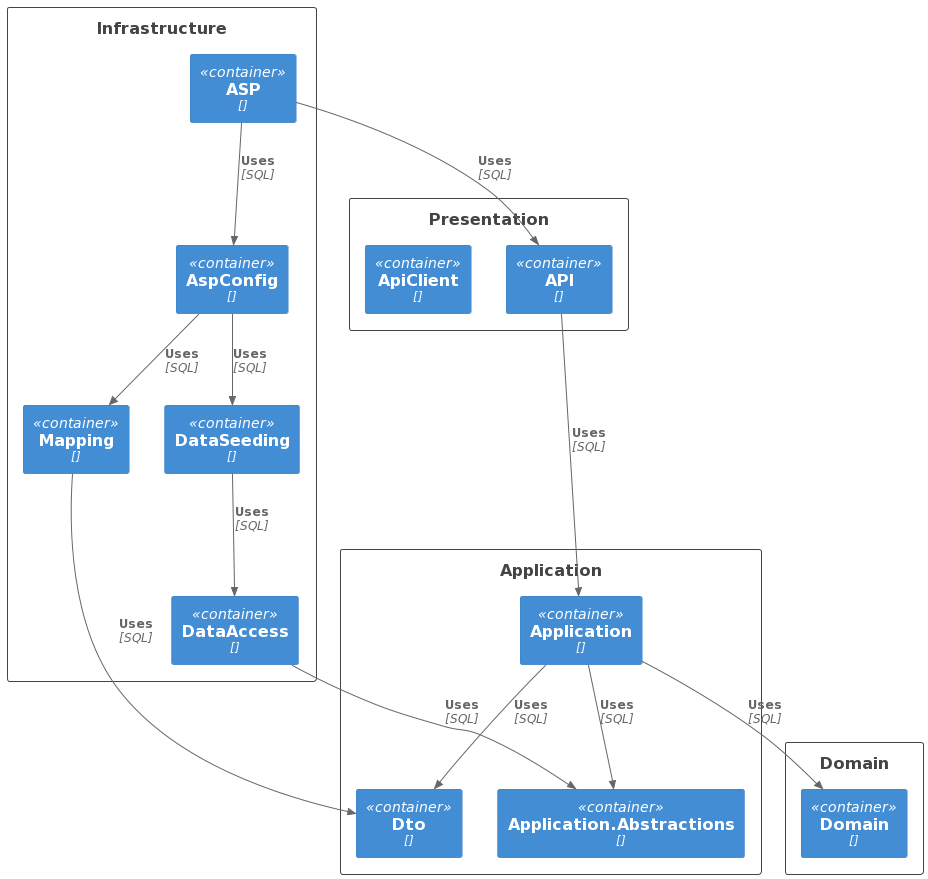 Infrastructure
«container»
ASP
[]
Uses
[SQL]
Uses
[SQL]
Presentation
«container»
AspConfig
[]
«container»
ApiClient
[]
«container»
API
[]
Uses
[SQL]
Uses
[SQL]
«container»
Mapping
[]
«container»
DataSeeding
[]
Uses
[SQL]
Uses
[SQL]
Application
«container»
DataAccess
[]
«container»
Application
[]
Uses
[SQL]
Uses
[SQL]
Uses
[SQL]
Uses
[SQL]
Uses
[SQL]
Domain
«container»
Dto
[]
«container»
Application.Abstractions
[]
«container»
Domain
[]